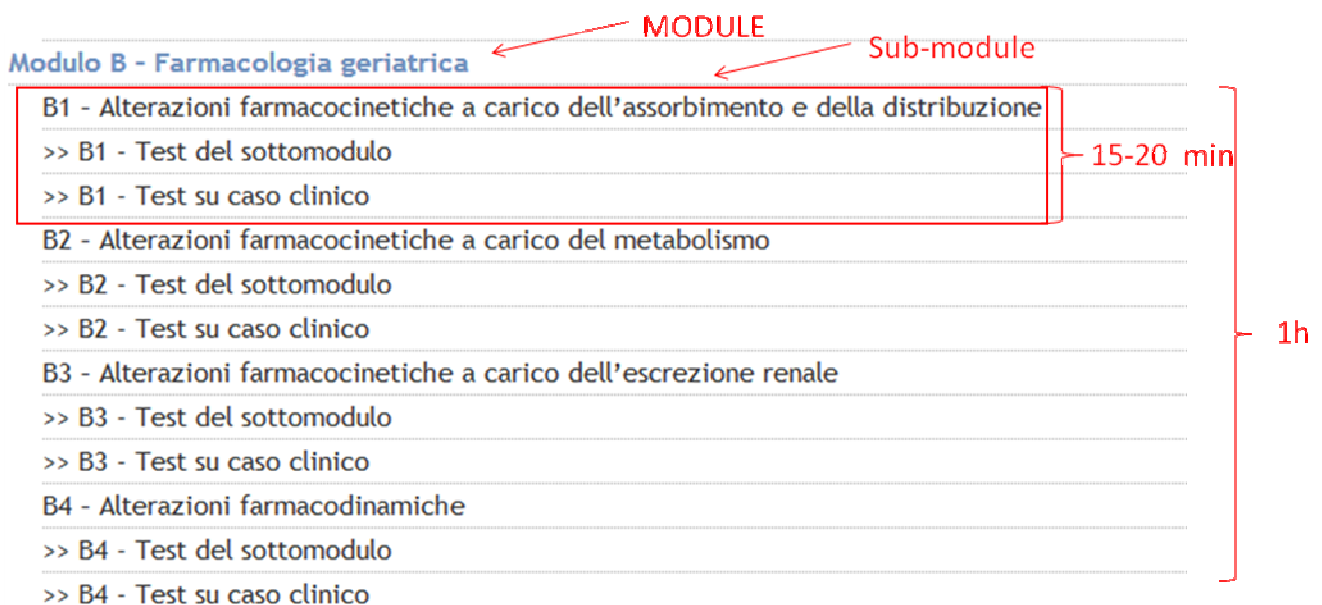 MODULE
Sub-module
Modulo B – Farmacologia geriatrica
B1 – Alterazioni farmacocinetiche a carico dell’assorbimento e della distribuzione
>> B1 - Test del sottomodulo
15-20 min
>> B1 - Test su caso clinico
B2 – Alterazioni farmacocinetiche a carico del metabolismo
>> B2 - Test del sottomodulo
>> B2 - Test su caso clinico
1h
B3 – Alterazioni farmacocinetiche a carico dell’escrezione renale
>> B3 - Test del sottomodulo
>> B3 - Test su caso clinico
B4 – Alterazioni farmacodinamiche
>> B4 - Test del sottomodulo
>> B4 - Test su caso clinico